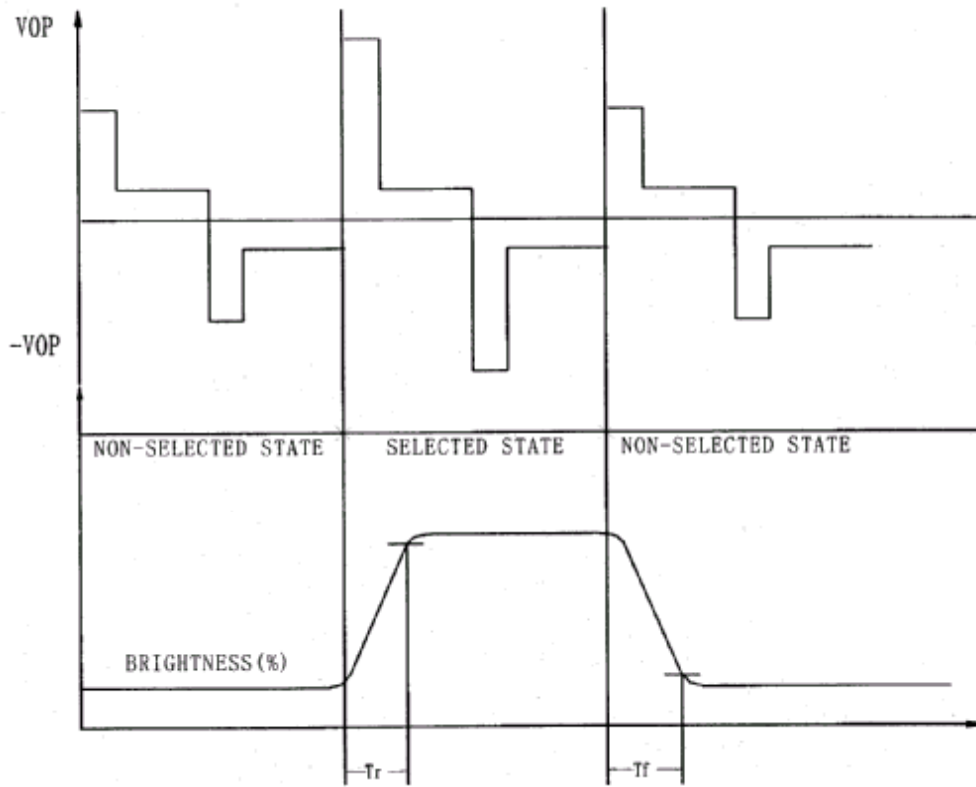 VOP
-VOP
NON-SELECTED STATE
SELECTED STATE
NON-SELECTED STATE
BRIGHTNESS(%)
Tr
Tf